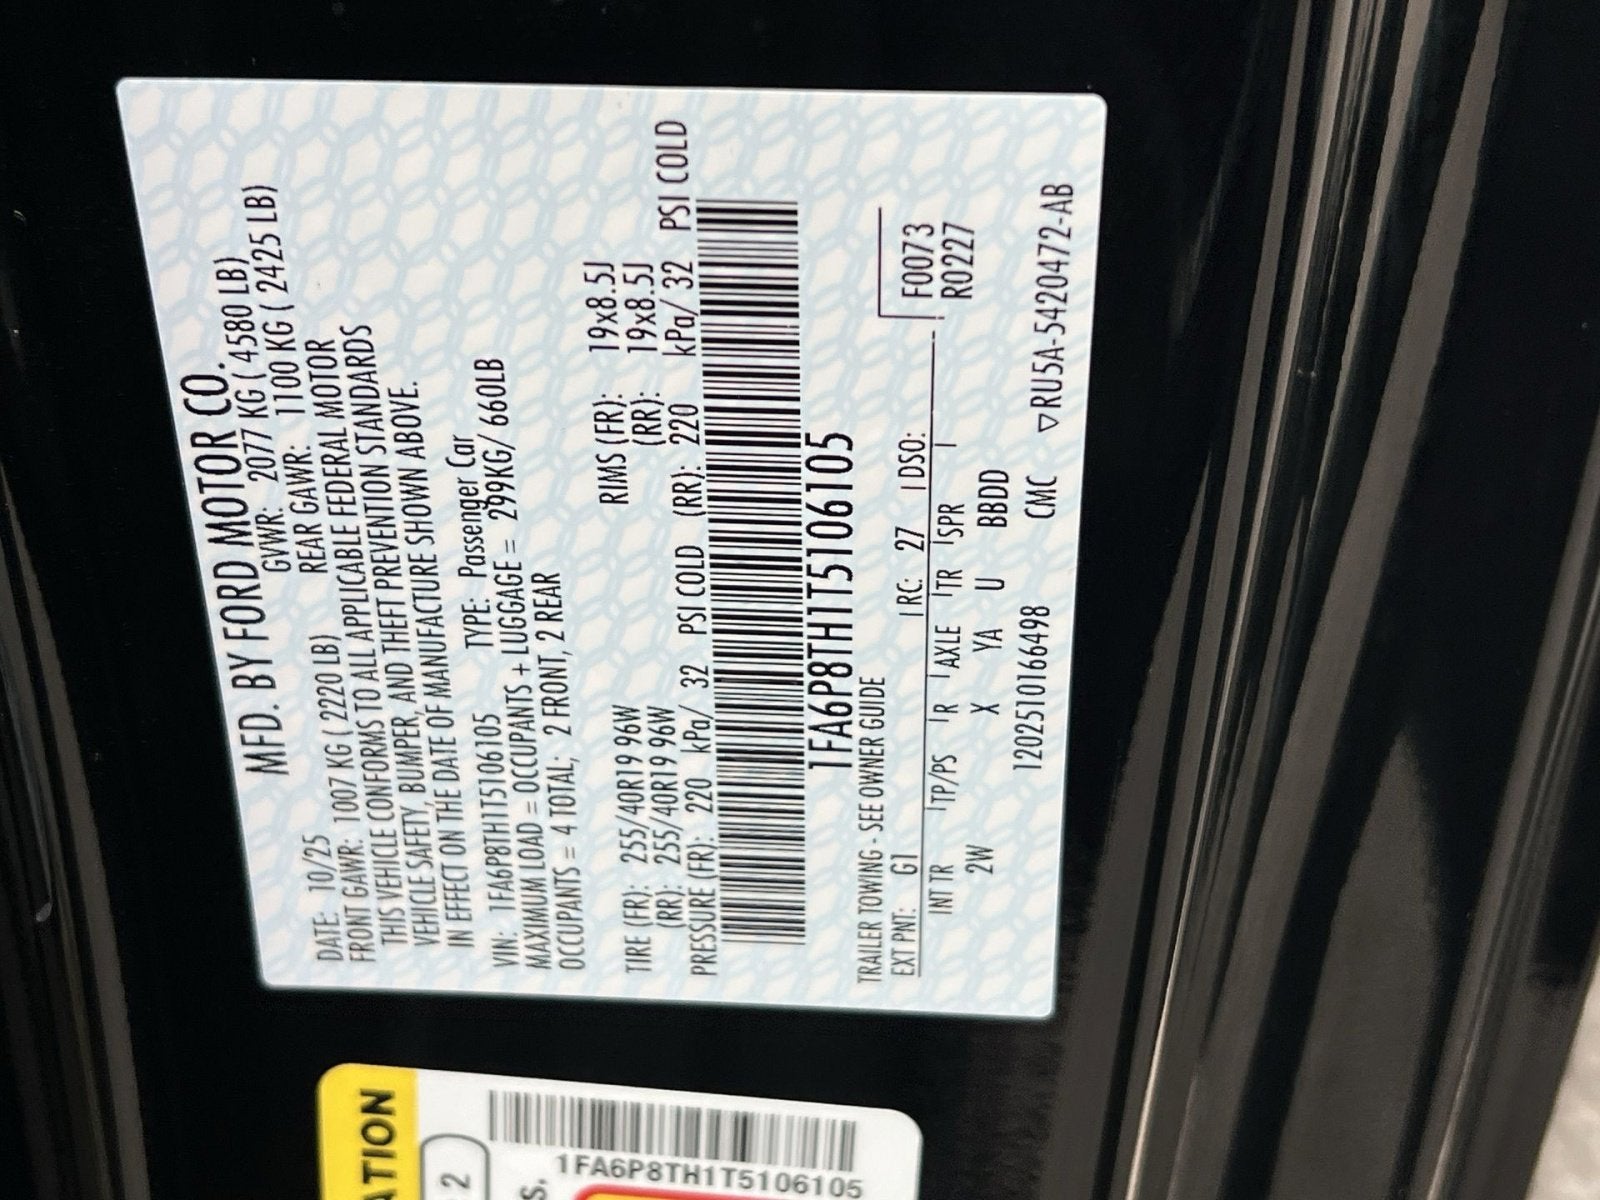 MFD. BY FORD MOTOR CO.
DATE: 10/25 GVWR: 2077 KG ( 4580 LB)
FRONT GAWR: 1007 KG ( 2220 LB) REAR GAWR: 1100 KG ( 2425 LB)
THIS VEHICLE CONFORMS TO ALL APPLICABLE FEDERAL MOTOR
VEHICLE SAFETY, BUMPER, AND THEFT PREVENTION STANDARDS
IN EFFECT ON THE DATE OF MANUFACTURE SHOWN ABOVE.
VIN: 1FA6P8TH1T5106105 TYPE: Passenger Car
MAXIMUM LOAD = OCCUPANTS + LUGGAGE = 299KG/ 660LB
OCCUPANTS = 4 TOTAL; 2 FRONT, 2 REAR
TIRE (FR): 255/40R19 96W RIMS (FR): 19x8.5J
(RR): 255/40R19 96W (RR): 19x8.5J
PRESSURE (FR): 220 kPa/ 32 PSI COLD (RR): 220 kPa/ 32 PSI COLD
1FA6P8TH1T5106105
TRAILER TOWING - SEE OWNER GUIDE
EXT PNT: G1 RC: 27 DSO: F0073
R0227
INT TR TP/PS R AXLE TR SPR
2W X YA U BBDD
1202510166498 CMC ▽RU5A-5420472-AB
ATION
2
S.
1FA6P8TH1T5106105